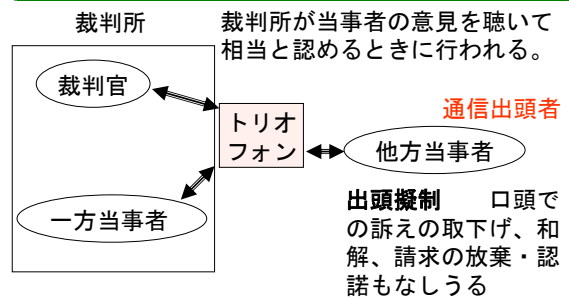 裁判所
裁判所が当事者の意見を聴いて
相当と認めるときに行われる。
裁判官
トリオ
フォン
通信出頭者
他方当事者
一方当事者
出頭擬制　口頭で
の訴えの取下げ、和
解、請求の放棄・認
諾もなしうる